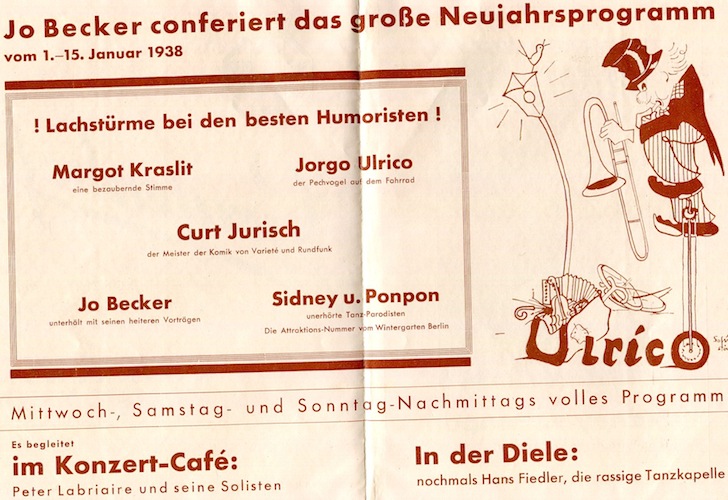 Jo Becker conferiert das große Neujahrsprogramm
vom 1.–15. Januar 1938
! Lachstürme bei den besten Humoristen !
Margot Kraslit
eine bezaubernde Stimme
Jorgo Ulrico
der Pechvogel auf dem Fahrrad
Curt Jurisch
der Meister der Komik von Varieté und Rundfunk
Jo Becker
unterhält mit seinen heiteren Vorträgen
Sidney u. Ponpon
unerhörte Tanz-Parodisten
Die Attraktions-Nummer vom Wintergarten Berlin
Ulrico
Mittwoch-, Samstag- und Sonntag-Nachmittags volles Programm
Es begleitet
im Konzert-Café:
Peter Labriaire und seine Solisten
In der Diele:
nochmals Hans Fiedler, die rassige Tanzkapelle